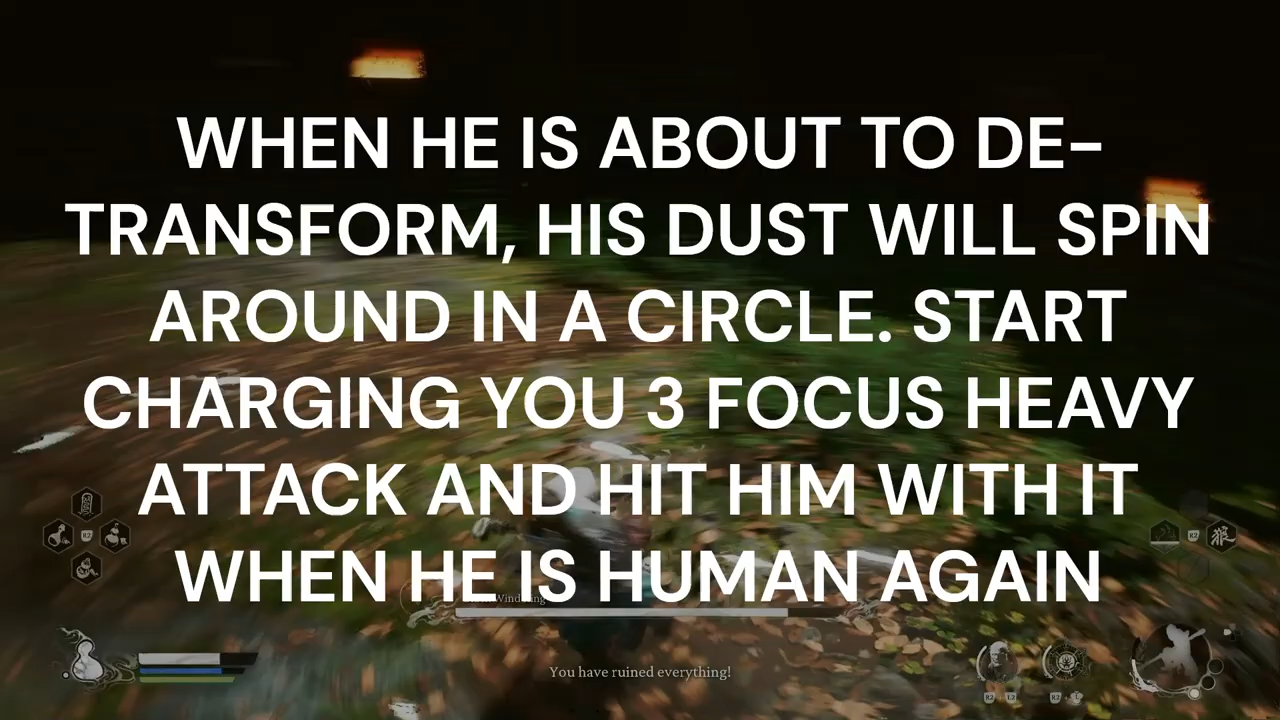 WHEN HE IS ABOUT TO DE-
TRANSFORM, HIS DUST WILL SPIN
AROUND IN A CIRCLE. START
CHARGING YOU 3 FOCUS HEAVY
ATTACK AND HIT HIM WITH IT
WHEN HE IS HUMAN AGAIN
You have ruined everything!